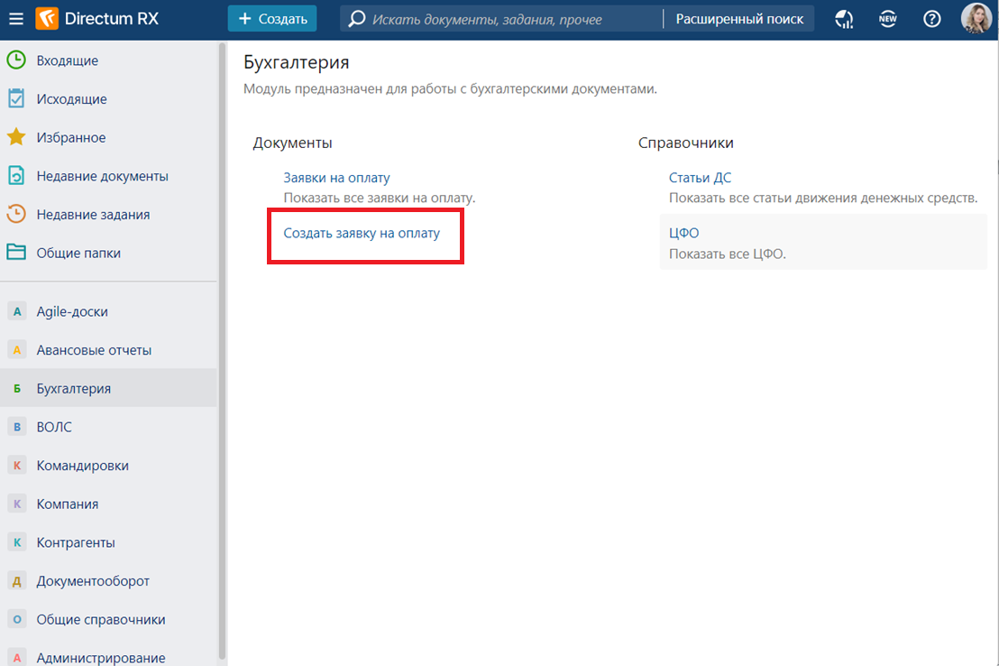 Directum RX
+ Создать
Искать документы, задания, прочее
Расширенный поиск
NEW
?
Входящие
Исходящие
Избранное
Недавние документы
Недавние задания
Общие папки
А Agile-доски
А Авансовые отчеты
Б Бухгалтерия
В ВОЛС
К Командировки
К Компания
К Контрагенты
Д Документооборот
О Общие справочники
А Администрирование
Бухгалтерия
Модуль предназначен для работы с бухгалтерскими документами.
Документы
Заявки на оплату
Показать все заявки на оплату.
Создать заявку на оплату
Справочники
Статьи ДС
Показать все статьи движения денежных средств.
ЦФО
Показать все ЦФО.